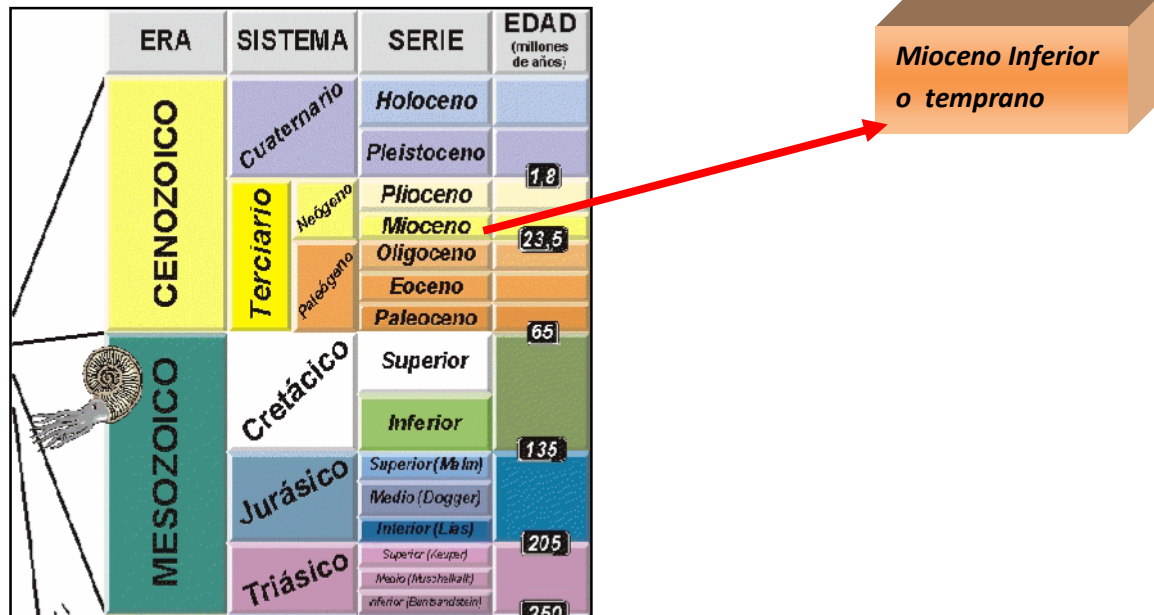 ERA SISTEMA SERIE EDAD
(millones
de años)
CENOZOICO
Cuaternario
Holoceno
Pleistoceno
1,8
Terciario
Neógeno
Plioceno
Mioceno
23,5
Paleógeno
Oligoceno
Eoceno
Paleoceno
65
MESOZOICO
Cretácico
Superior
Inferior
135
Jurásico
Superior (Malm)
Medio (Dogger)
Interior (Lias)
205
Triásico
Superior (Keuper)
Medio (Muschelkalk)
Inferior (Buntsandstein)
250
Mioceno Inferior
o temprano